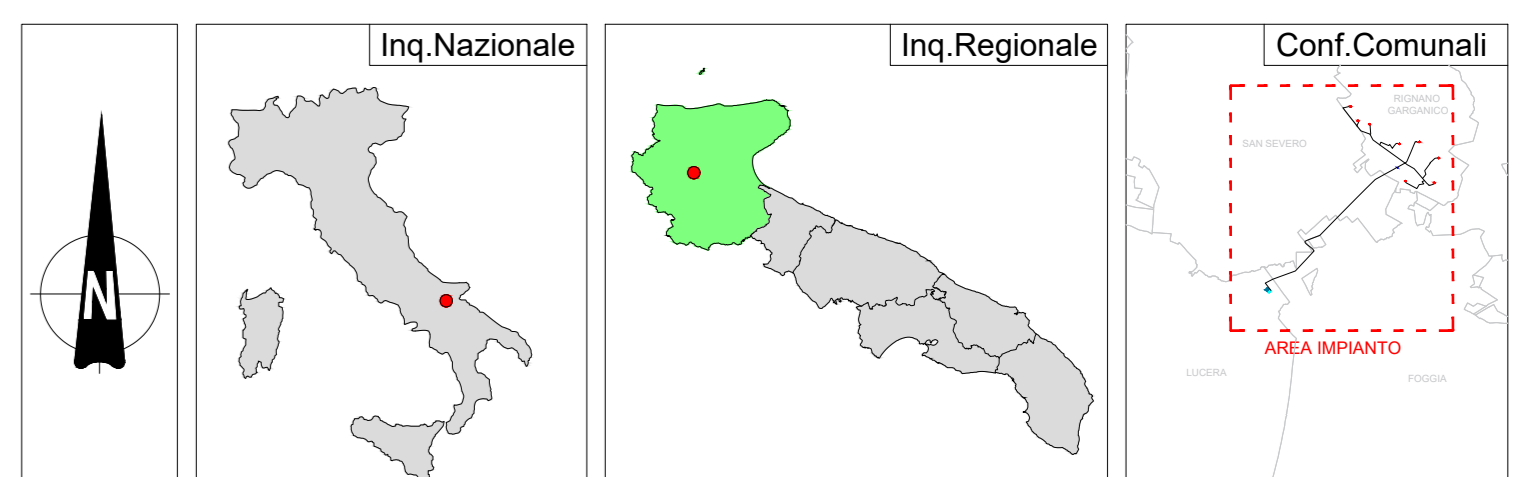 N
Inq.Nazionale
Inq.Regionale
Conf.Comunali
RIGNANO
GARGANICO
SAN SEVERO
AREA IMPIANTO
LUCERA
FOGGIA